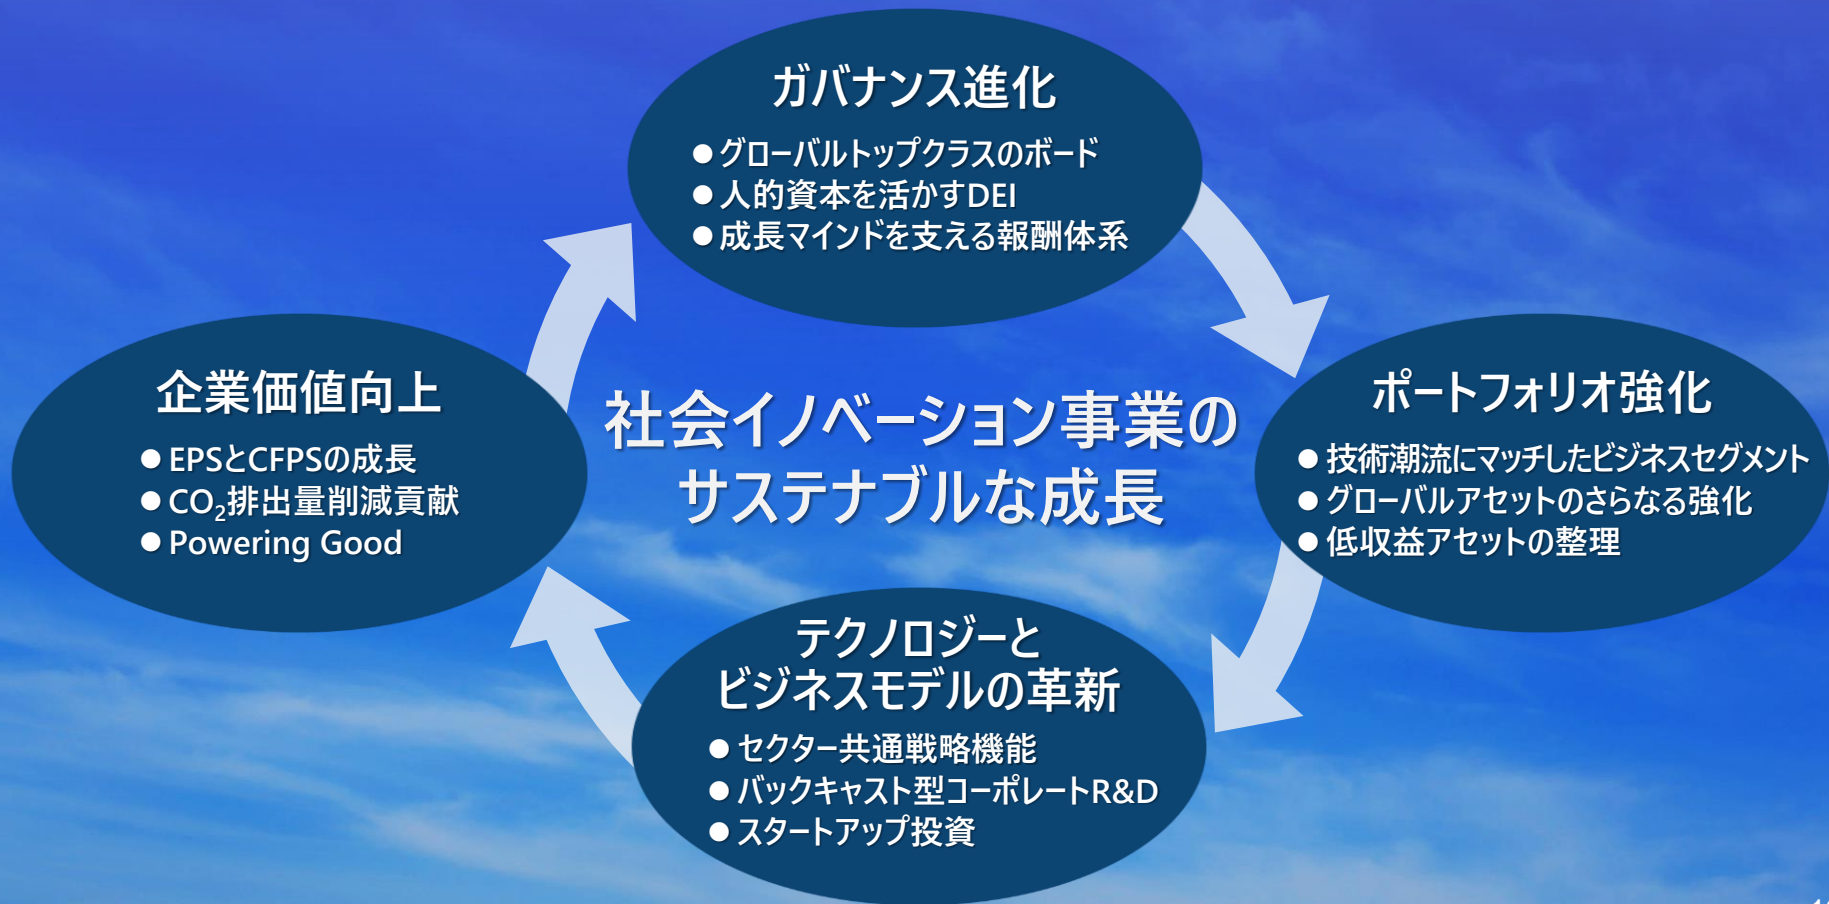 ガバナンス進化
●グローバルトップクラスのボード
●人的資本を活かすDEI
●成長マインドを支える報酬体系
企業価値向上
●EPSとCFPSの成長
●CO₂排出量削減貢献
●Powering Good
社会イノベーション事業の
サステナブルな成長
ポートフォリオ強化
●技術潮流にマッチしたビジネスセグメント
●グローバルアセットのさらなる強化
●低収益アセットの整理
テクノロジーと
ビジネスモデルの革新
●セクター共通戦略機能
●バックキャスト型コーポレートR&D
●スタートアップ投資